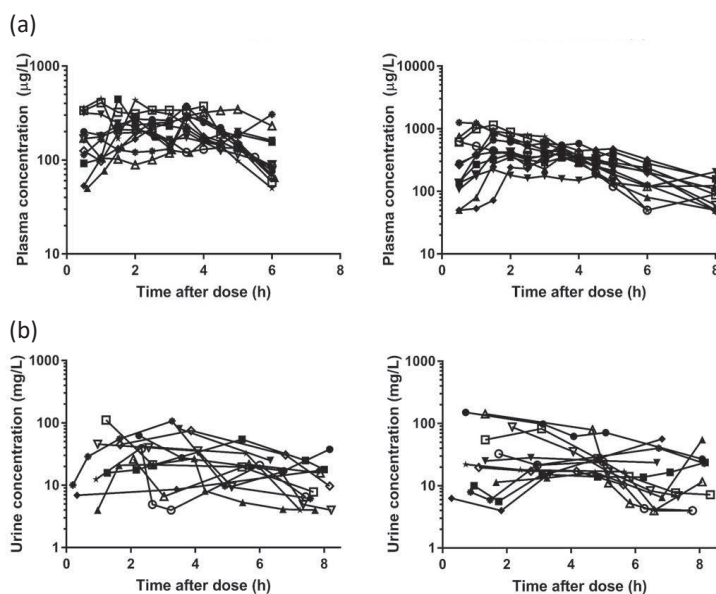 (a)
1000
100
10
Plasma concentration (μg/L)
0 2 4 6 8
Time after dose (h)
10000
1000
100
10
Plasma concentration (μg/L)
0 2 4 6 8
Time after dose (h)
(b)
1000
100
10
1
Urine concentration (mg/L)
0 2 4 6 8
Time after dose (h)
1000
100
10
1
Urine concentration (mg/L)
0 2 4 6 8
Time after dose (h)